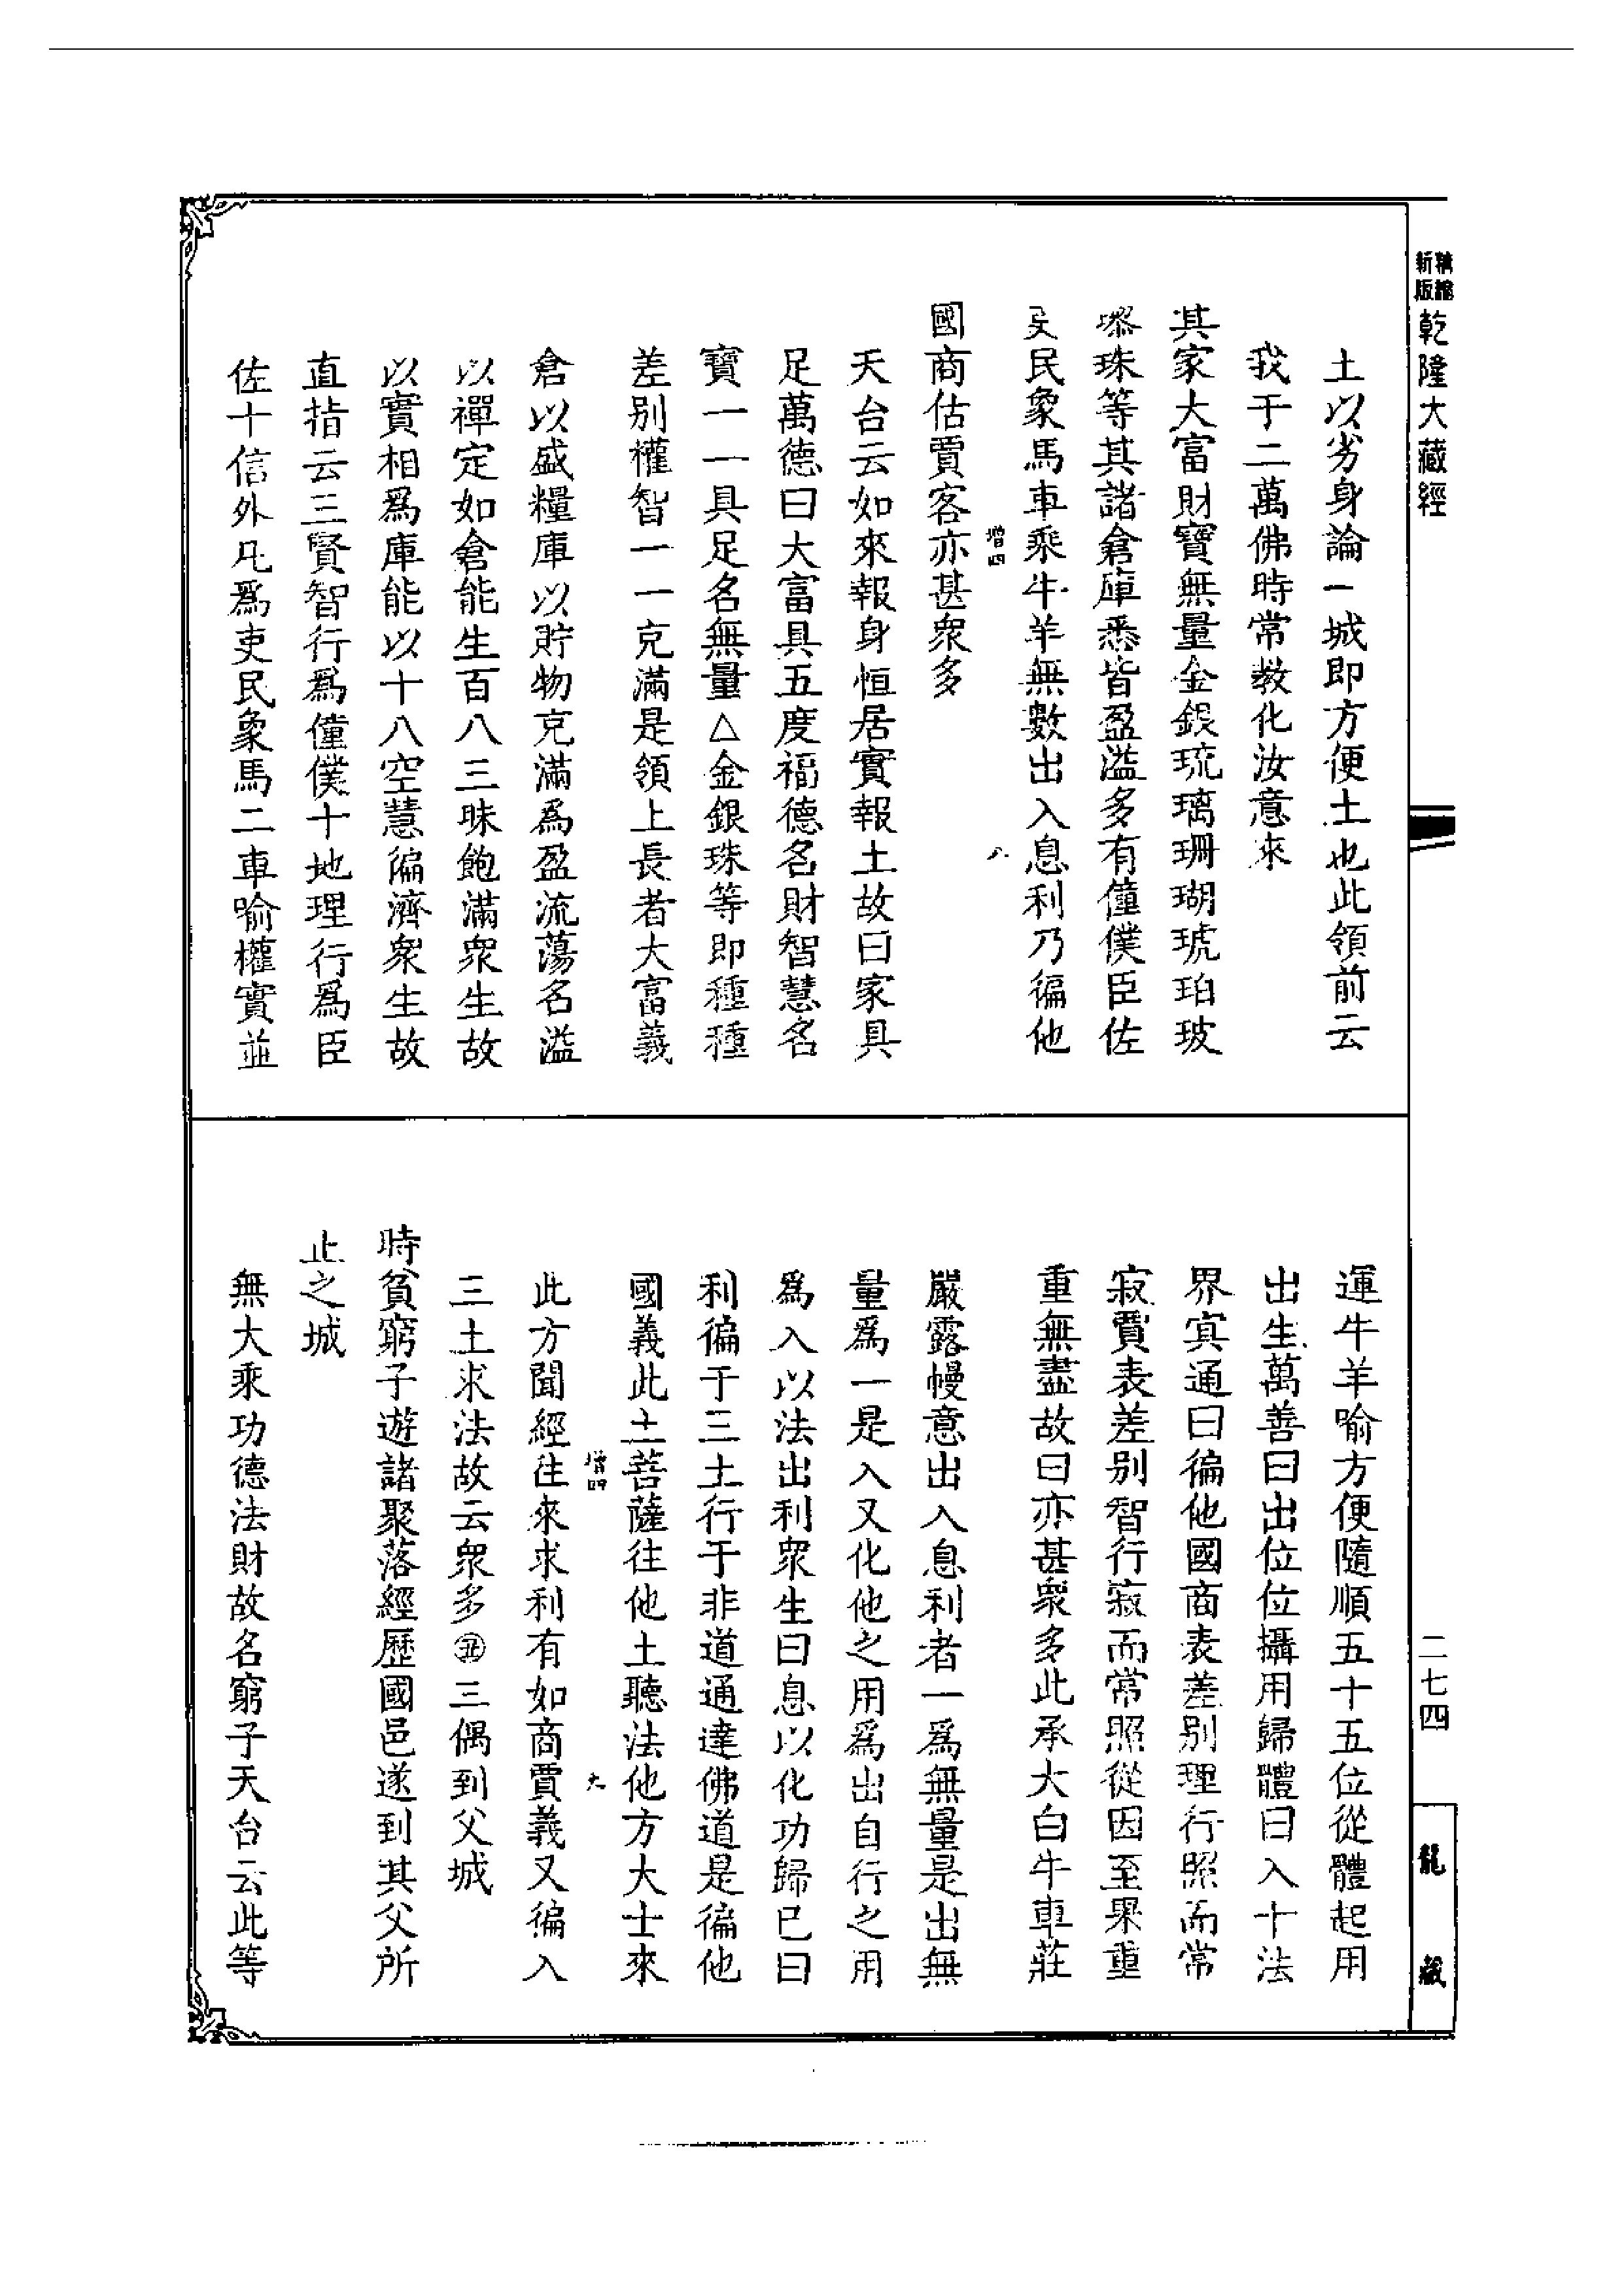 精縮
新版
乾隆大藏經
土以劣身論一城即方便土也此領前云
我于二萬佛時常教化汝意來
其家大富財寶無量金銀琉璃珊瑚琥珀玻
瓈珠等其諸倉庫悉皆盈溢多有僮僕臣佐
吏民象馬車乘牛羊無數出入息利乃徧他
增四
八
國商估賈客亦甚衆多
天台云如來報身恒居實報土故曰家具
足萬德曰大富具五度福德名財智慧名
寶一一具足名無量△金銀珠等即種種
差別權智一一充滿是領上長者大富義
倉以盛糧庫以貯物充滿爲盈流蕩名溢
以禪定如倉能生百八三昧飽滿衆生故
以實相爲庫能以十八空慧徧濟衆生故
直指云三賢智行爲僮僕十地理行爲臣
佐十信外凡爲吏民象馬二車喻權實並
運牛羊喻方便隨順五十五位從體起用
出生萬善曰出位位攝用歸體曰入十法
界寘通曰徧他國商表差別理行照而常
寂賈表差別智行寂而常照從因至果重
重無盡故曰亦甚衆多此承大白牛車莊
嚴露幔意出入息利者一爲無量是出無
量爲一是入又化他之用爲出自行之用
爲入以法出利衆生曰息以化功歸已曰
利徧于三土行于非道通達佛道是徧他
國義此土菩薩往他土聽法他方大士來
增四
九
此方聞經往來求利有如商賈義又徧入
三土求法故云衆多㊄三偶到父城
時貧窮子遊諸聚落經歷國邑遂到其父所
止之城
無大乘功德法財故名窮子天台云此等
二七四
龍藏